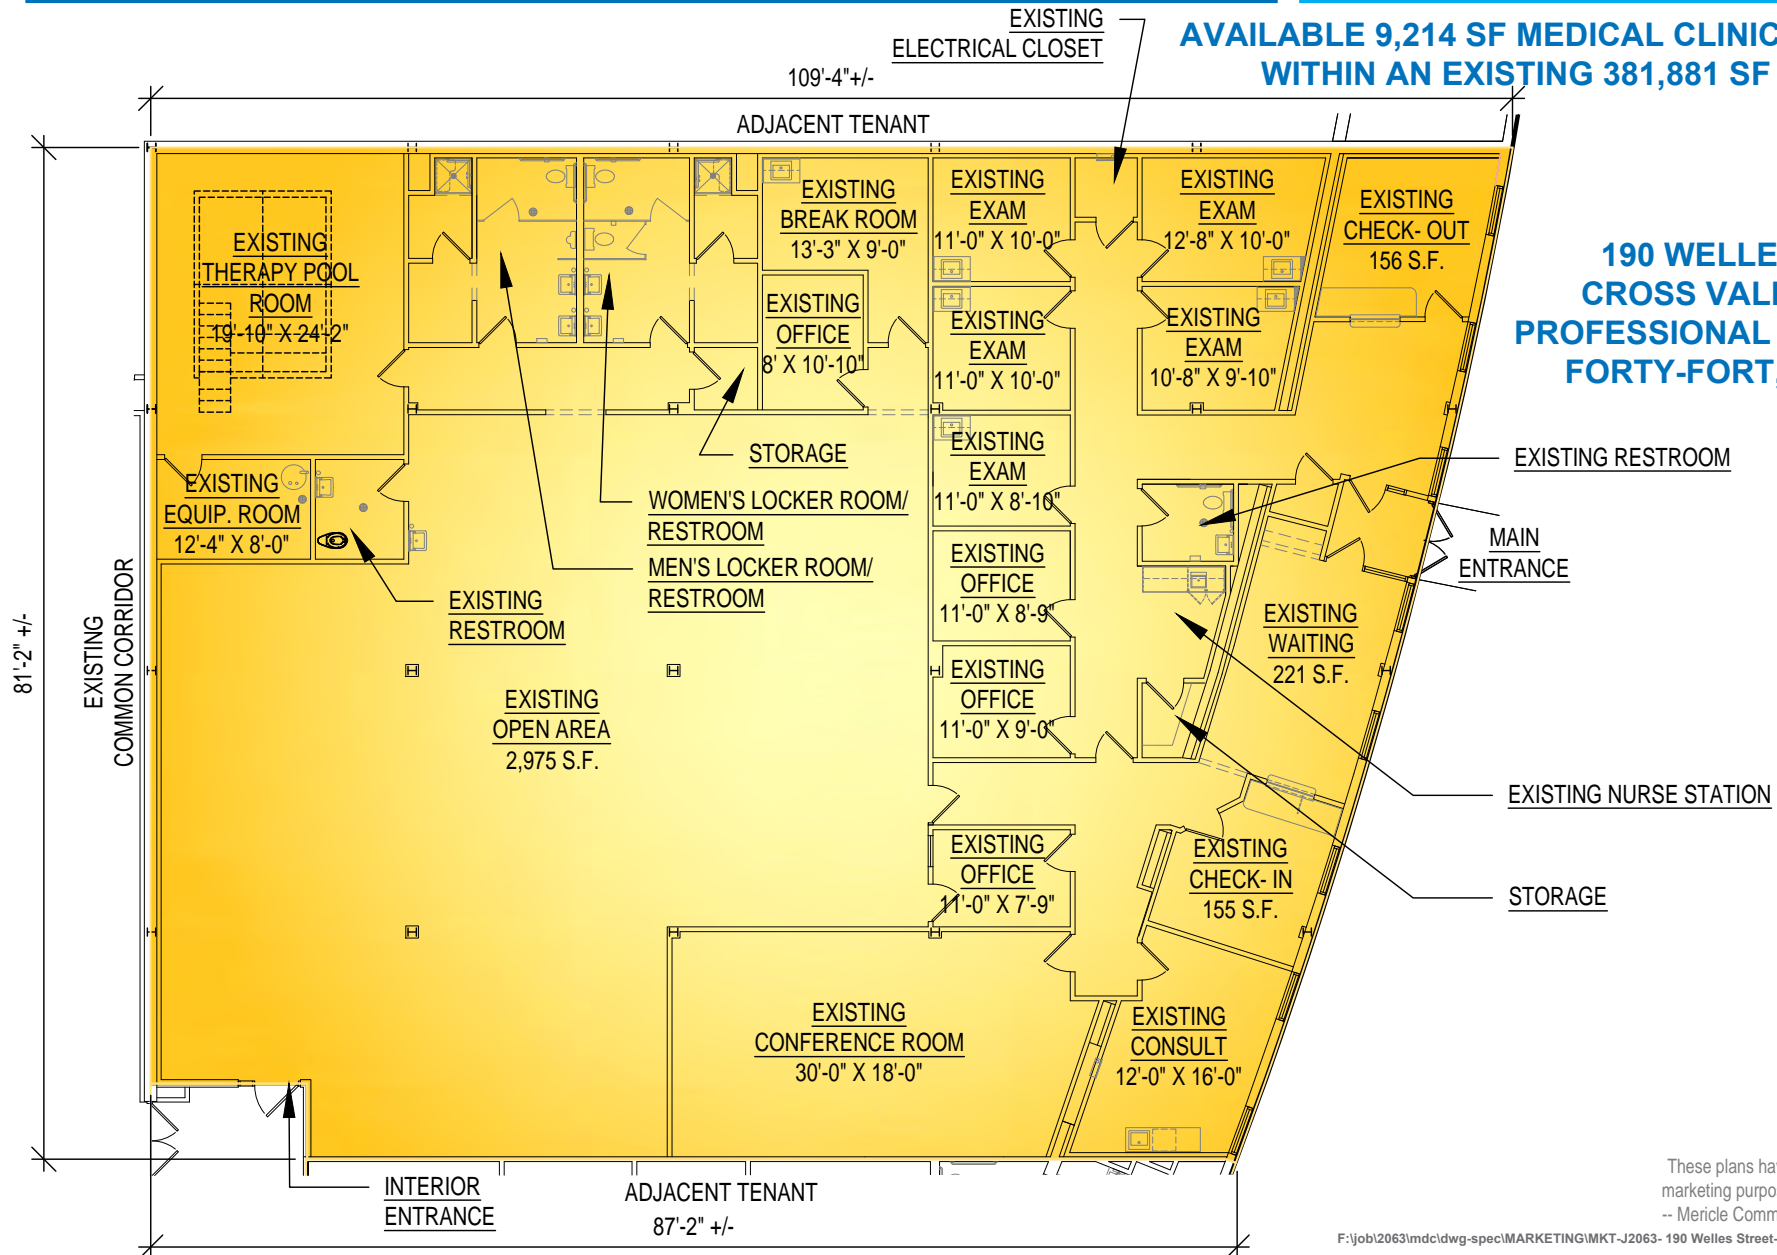 EXISTING
ELECTRICAL CLOSET
AVAILABLE 9,214 SF MEDICAL CLINIC
WITHIN AN EXISTING 381,881 SF
109'-4"+/-
ADJACENT TENANT
190 WELLE
CROSS VALL
PROFESSIONAL
FORTY-FORT,
EXISTING
THERAPY POOL
ROOM
19'-10" X 24'-2"
EXISTING
BREAK ROOM
13'-3" X 9'-0"
EXISTING
OFFICE
8' X 10'-10"
EXISTING
EXAM
11'-0" X 10'-0"
EXISTING
EXAM
12'-8" X 10'-0"
EXISTING
CHECK- OUT
156 S.F.
EXISTING
EXAM
11'-0" X 10'-0"
EXISTING
EXAM
10'-8" X 9'-10"
EXISTING
EXAM
11'-0" X 8'-10"
STORAGE
WOMEN'S LOCKER ROOM/
RESTROOM
MEN'S LOCKER ROOM/
RESTROOM
EXISTING
EQUIP. ROOM
12'-4" X 8'-0"
EXISTING
RESTROOM
EXISTING RESTROOM
MAIN
ENTRANCE
EXISTING
OFFICE
11'-0" X 8'-9"
EXISTING
WAITING
221 S.F.
EXISTING
OFFICE
11'-0" X 9'-0"
81'-2" +/-
EXISTING
COMMON CORRIDOR
EXISTING
OPEN AREA
2,975 S.F.
EXISTING NURSE STATION
STORAGE
EXISTING
OFFICE
11'-0" X 7'-9"
EXISTING
CHECK- IN
155 S.F.
EXISTING
CONFERENCE ROOM
30'-0" X 18'-0"
EXISTING
CONSULT
12'-0" X 16'-0"
INTERIOR
ENTRANCE
ADJACENT TENANT
87'-2" +/-
These plans ha
marketing purpo
-- Mericle Comm
F:\job\2063\mdc\dwg-spec\MARKETING\MKT-J2063- 190 Welles Street-